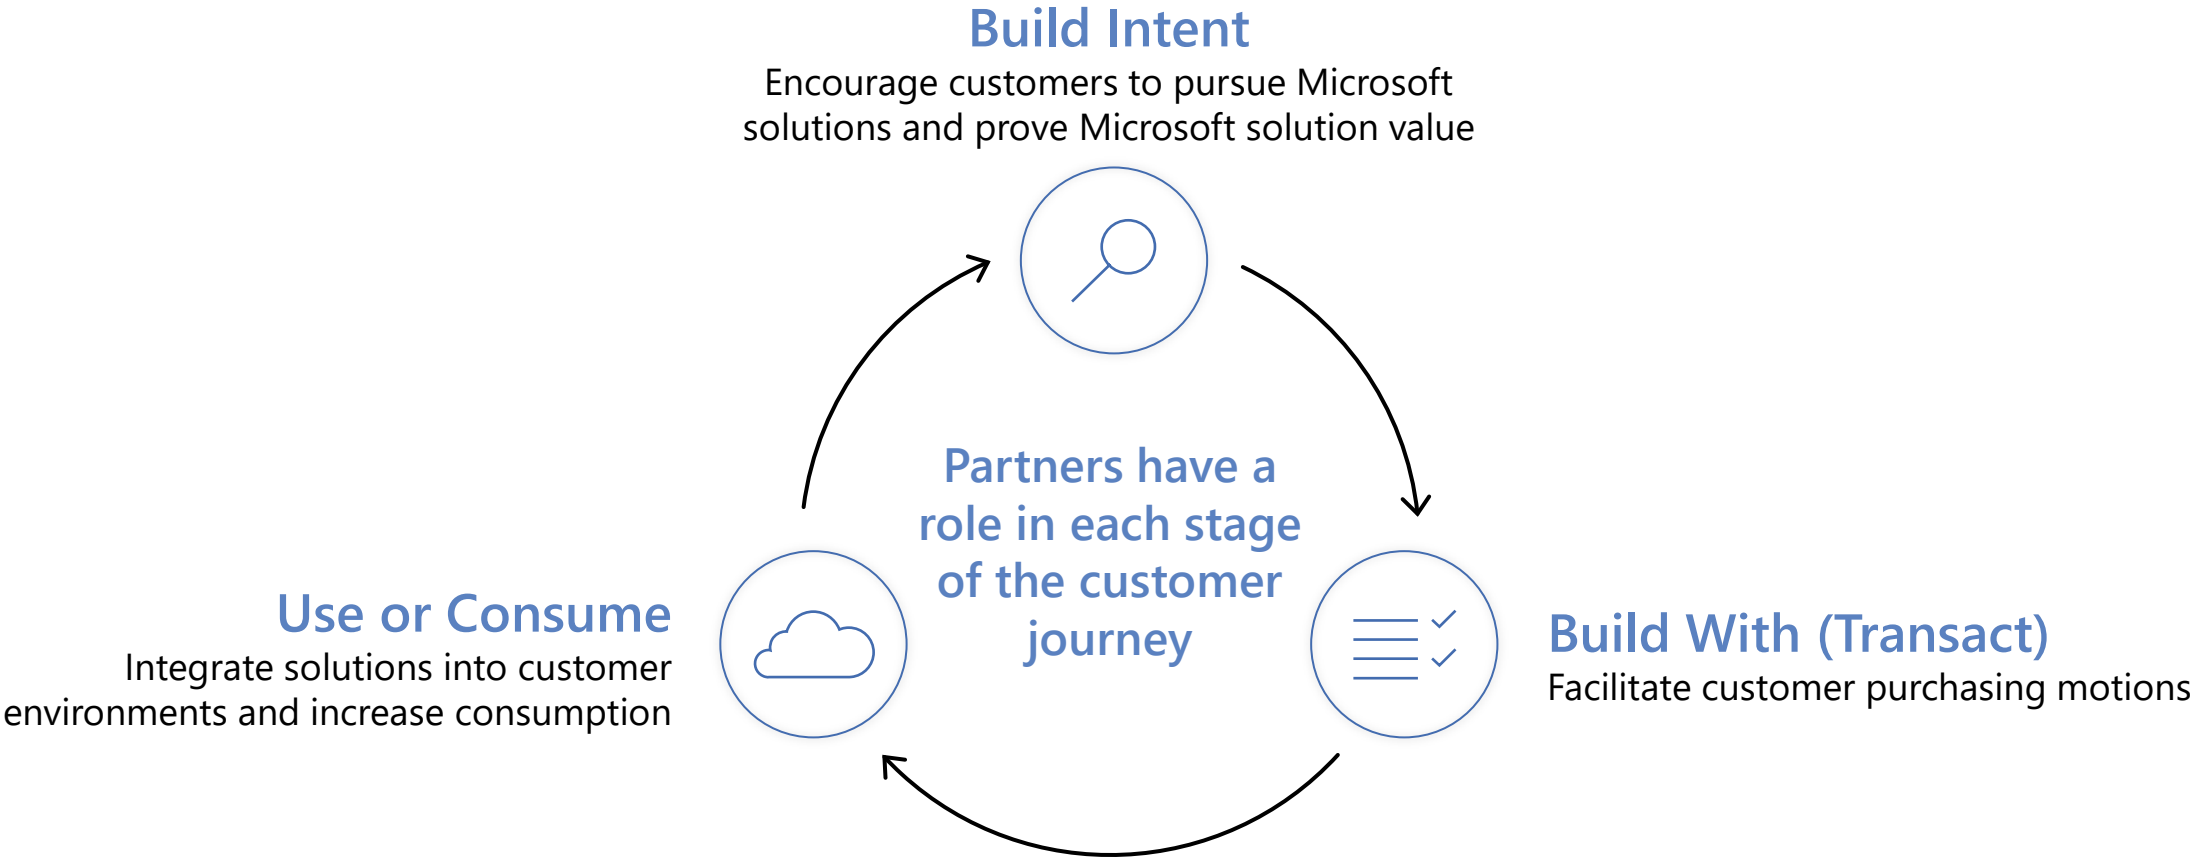 Build Intent
Encourage customers to pursue Microsoft
solutions and prove Microsoft solution value
Partners have a
role in each stage
of the customer
journey
Use or Consume
Integrate solutions into customer
environments and increase consumption
Build With (Transact)
Facilitate customer purchasing motions